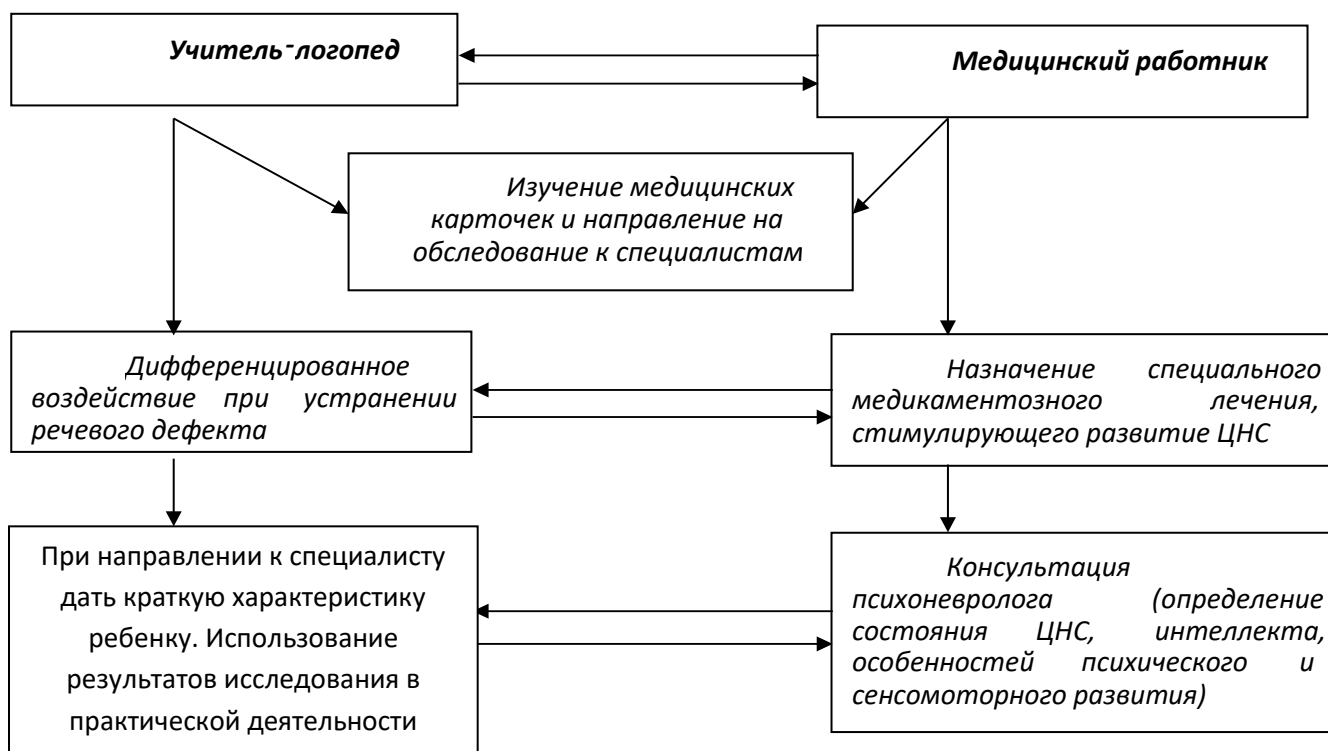 Учитель-логопед
Медицинский работник
Изучение медицинских
карточек и направление на
обследование к специалистам
Дифференцированное
воздействие при устранении
речевого дефекта
Назначение специального
медикаментозного лечения,
стимулирующего развитие ЦНС
При направлении к специалисту
дать краткую характеристику
ребенку. Использование
результатов исследования в
практической деятельности
Консультация
психоневролога (определение
состояния ЦНС, интеллекта,
особенностей психического и
сенсомоторного развития)